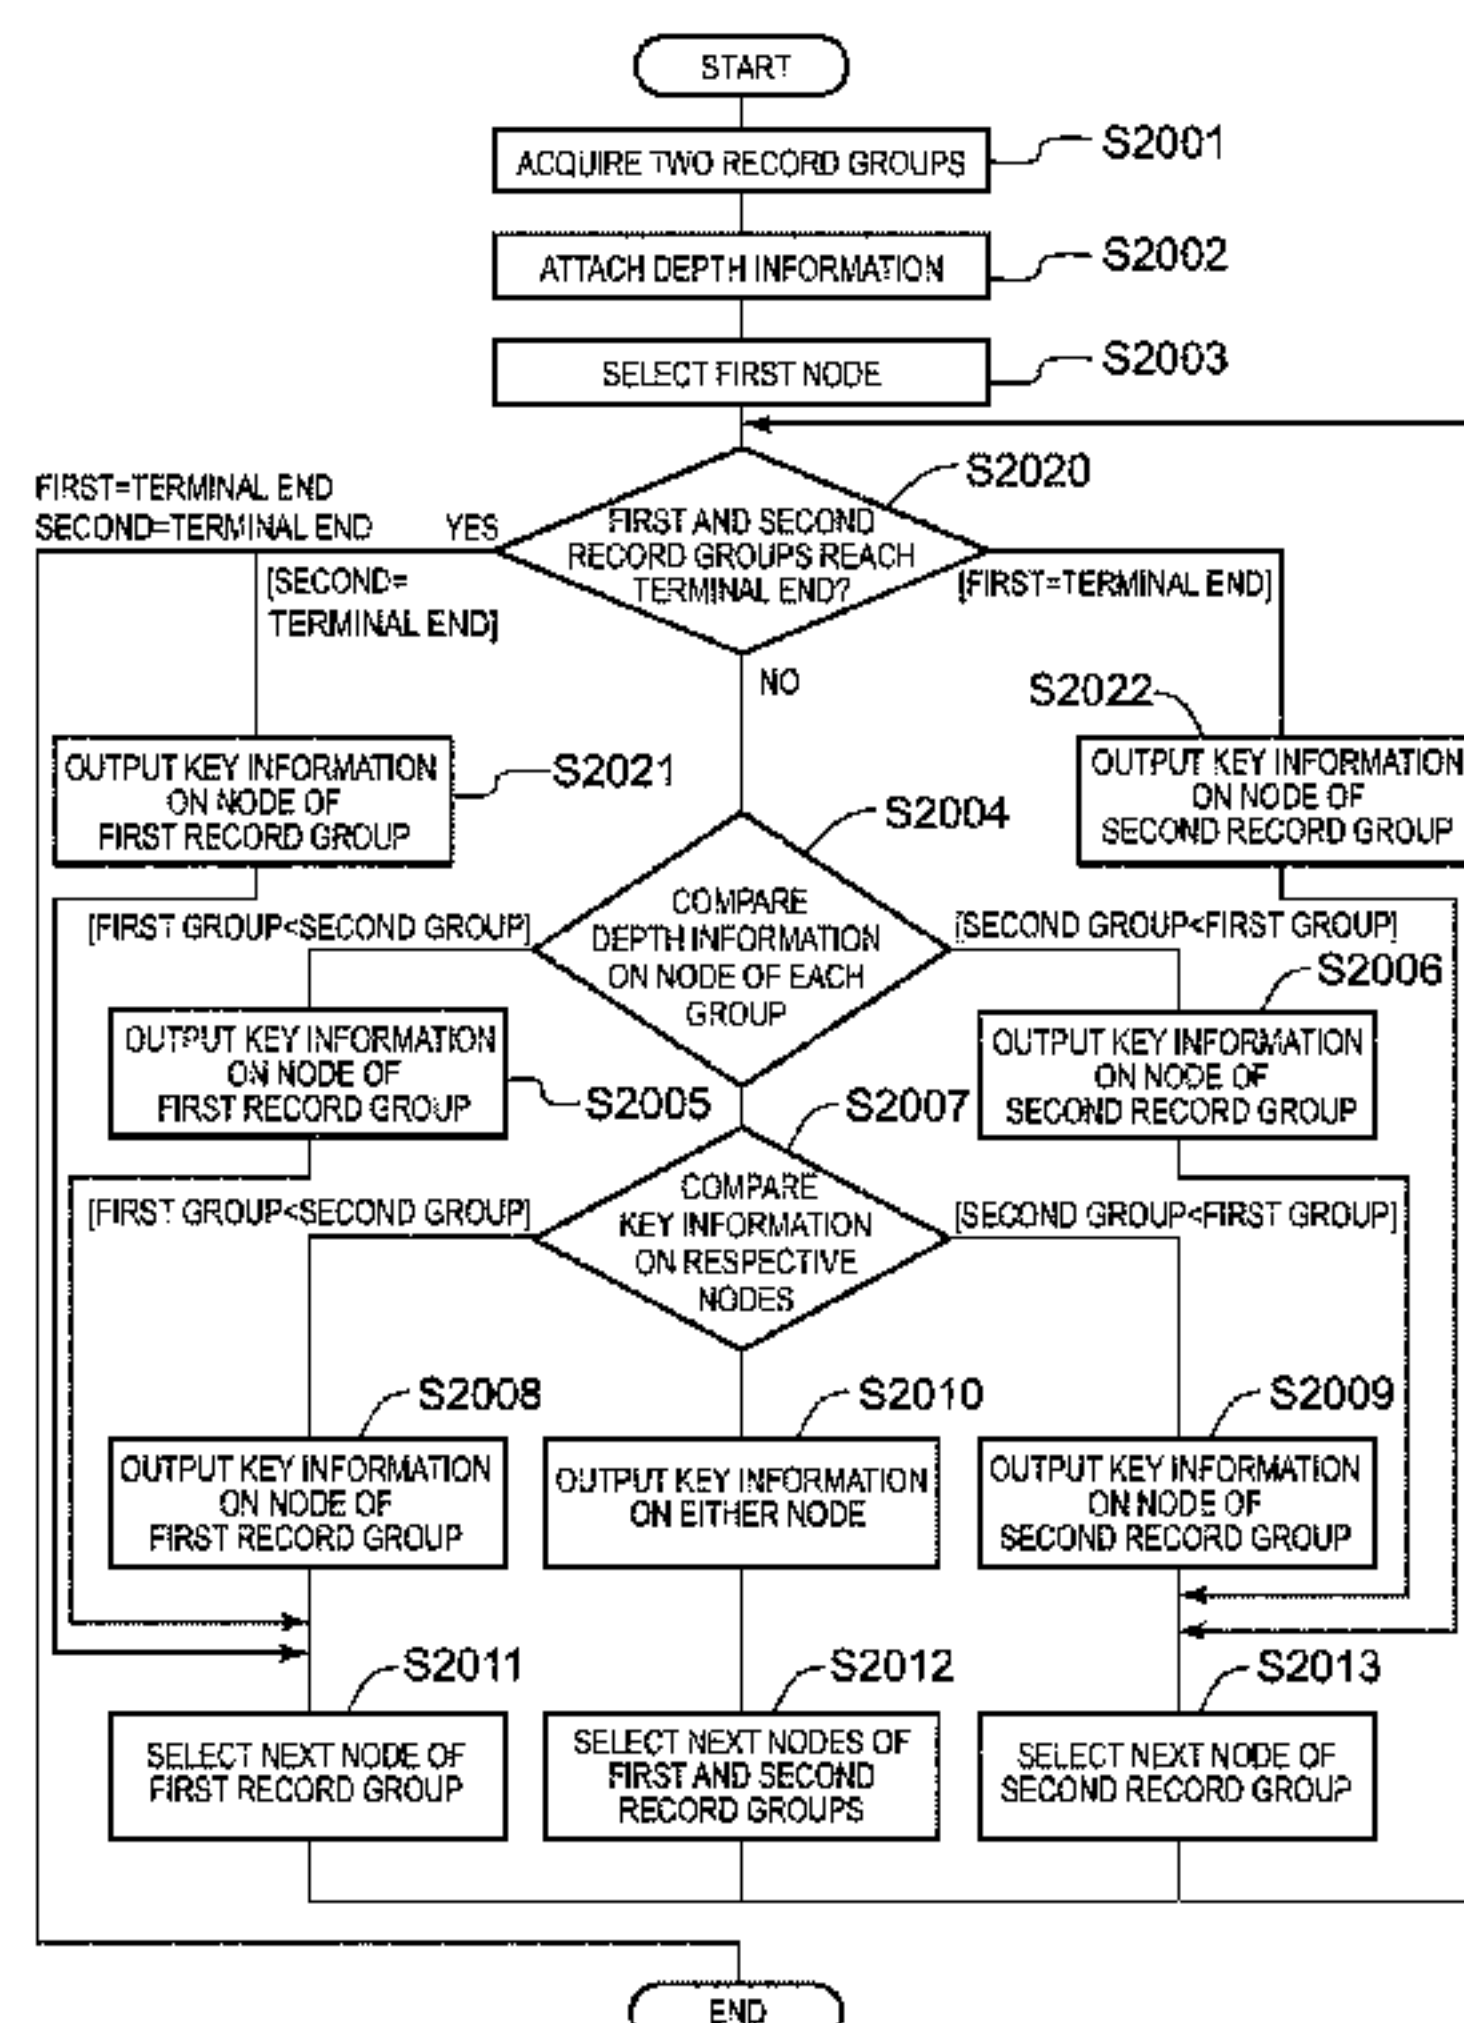 START
ACQUIRE TWO RECORD GROUPS
S2001
ATTACH DEPTH INFORMATION
S2002
SELECT FIRST NODE
S2003
S2020
FIRST=TERMINAL END
SECOND=TERMINAL END
YES
FIRST AND SECOND
RECORD GROUPS REACH
TERMINAL END?
[SECOND=
TERMINAL END]
[FIRST=TERMINAL END]
NO
S2022
OUTPUT KEY INFORMATION
ON NODE OF
FIRST RECORD GROUP
S2021
OUTPUT KEY INFORMATION
ON NODE OF
SECOND RECORD GROUP
S2004
COMPARE
DEPTH INFORMATION
ON NODE OF EACH
GROUP
[FIRST GROUP<SECOND GROUP]
[SECOND GROUP<FIRST GROUP]
S2006
OUTPUT KEY INFORMATION
ON NODE OF
FIRST RECORD GROUP
S2005
OUTPUT KEY INFORMATION
ON NODE OF
SECOND RECORD GROUP
S2007
COMPARE
KEY INFORMATION
ON RESPECTIVE
NODES
[FIRST GROUP<SECOND GROUP]
[SECOND GROUP<FIRST GROUP]
S2008
S2010
S2009
OUTPUT KEY INFORMATION
ON NODE OF
FIRST RECORD GROUP
OUTPUT KEY INFORMATION
ON EITHER NODE
OUTPUT KEY INFORMATION
ON NODE OF
SECOND RECORD GROUP
S2011
S2012
S2013
SELECT NEXT NODE OF
FIRST RECORD GROUP
SELECT NEXT NODES OF
FIRST AND SECOND
RECORD GROUPS
SELECT NEXT NODE OF
SECOND RECORD GROUP
END